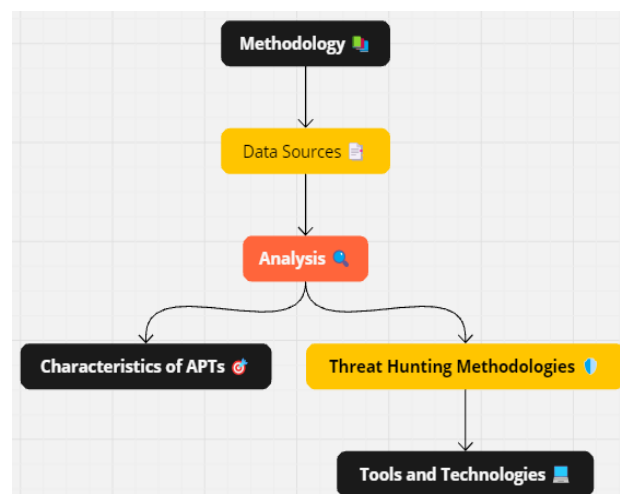 Methodology
Data Sources
Analysis
Characteristics of APTs
Threat Hunting Methodologies
Tools and Technologies